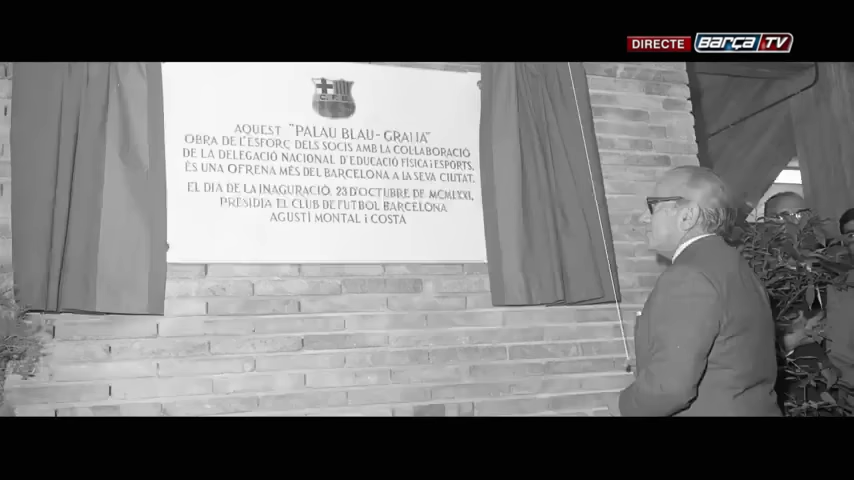 DIRECTE BARÇA TV
AQUEST "PALAU BLAU-GRANA"
OBRA DE L'ESFORÇ DELS SOCIS AMB LA COL·LABORACIÓ
DE LA DELEGACIÓ NACIONAL D'EDUCACIÓ FÍSICA i ESPORTS,
ÉS UNA OFRENA MÉS DEL BARCELONA A LA SEVA CIUTAT.
EL DIA DE LA INAGURACIÓ, 23 D'OCTUBRE DE MCMLXXI,
PRESIDIA EL CLUB DE FUTBOL BARCELONA
AGUSTÍ MONTAL i COSTA